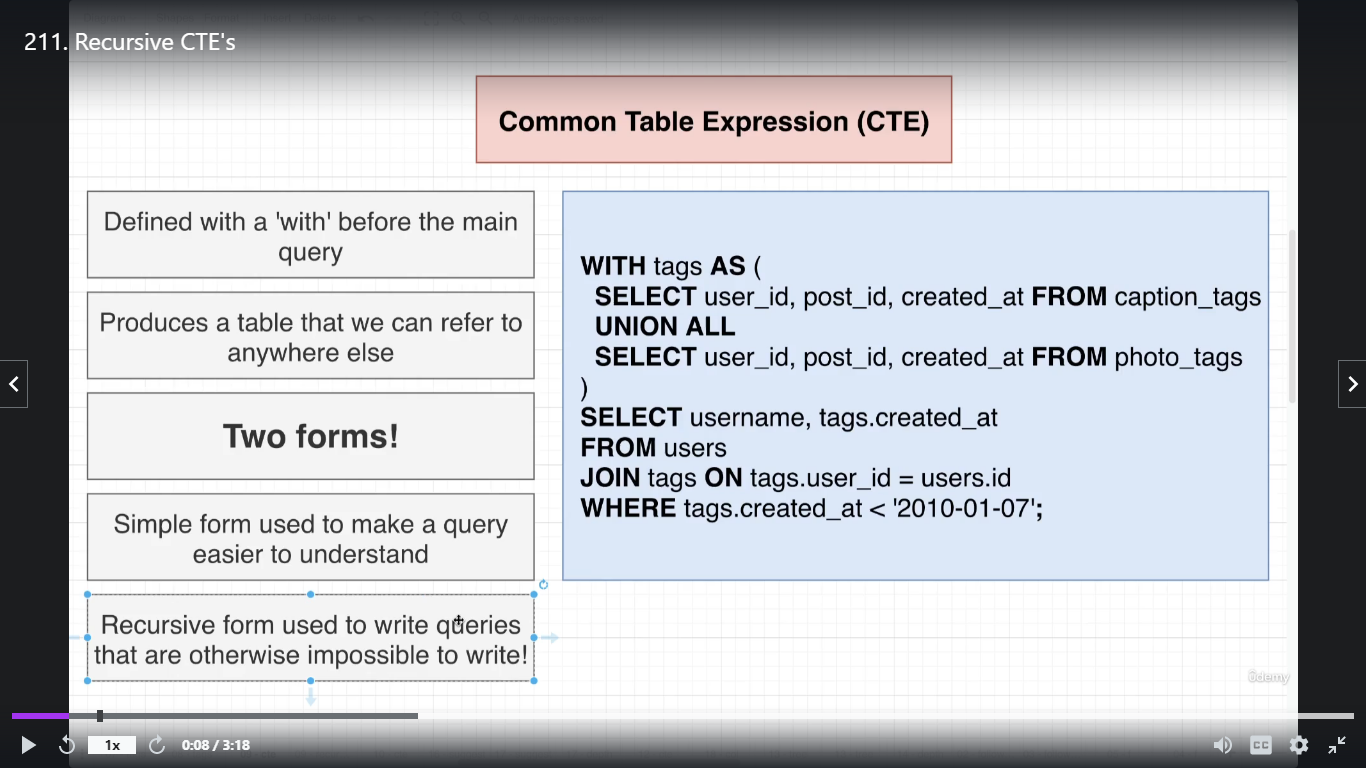 211. Recursive CTE's
Common Table Expression (CTE)
Defined with a 'with' before the main
query
Produces a table that we can refer to
anywhere else
Two forms!
Simple form used to make a query
easier to understand
Recursive form used to write queries
that are otherwise impossible to write!
WITH tags AS (
SELECT user_id, post_id, created_at FROM caption_tags
UNION ALL
SELECT user_id, post_id, created_at FROM photo_tags
)
SELECT username, tags.created_at
FROM users
JOIN tags ON tags.user_id = users.id
WHERE tags.created_at < '2010-01-07';
ûdemy
1x
0:08 / 3:18
CC